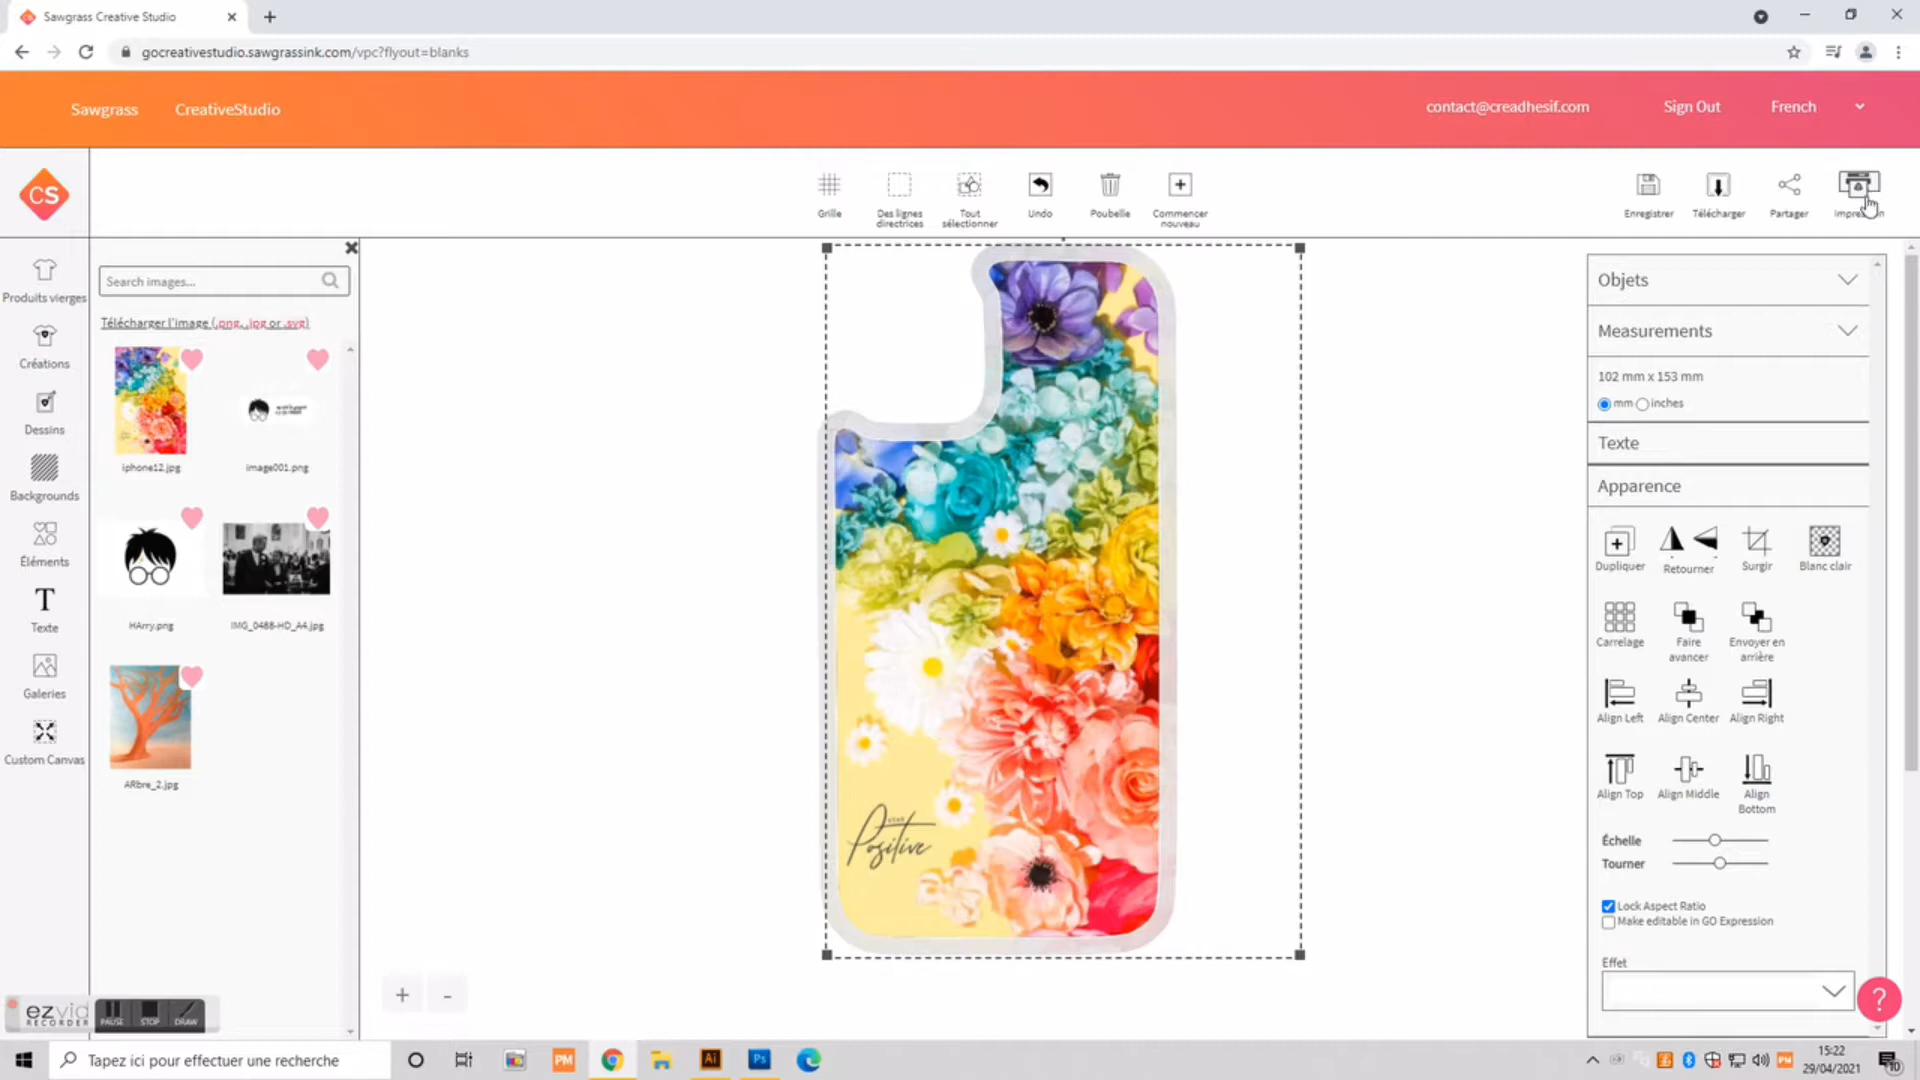 Sawgrass Creative Studio
gocreativestudio.sawgrassink.com/vpc?flyout=blanks
Sawgrass
CreativeStudio
contact@creadhesif.com
Sign Out
French
CS
Grille
Des lignes directrices
Tout sélectionner
Undo
Poubelle
Commencer nouveau
Enregistrer
Télécharger
Partager
Produits vierges
Créations
Dessins
Backgrounds
Éléments
Texte
Galeries
Custom Canvas
Search images...
Télécharger l'image (.png, .jpg or .svg)
iphone12.jpg
image001.png
HArry.png
IMG_0488-HD_A4.jpg
ARbre_2.jpg
Positive
Objets
Measurements
102 mm x 153 mm
mm
inches
Texte
Apparence
Dupliquer
Retourner
Surgir
Blanc clair
Carrelage
Faire avancer
Envoyer en arrière
Align Left
Align Center
Align Right
Align Top
Align Middle
Align Bottom
Échelle
Tourner
Lock Aspect Ratio
Make editable in GO Expression
Effet
?
ezvid
RECORDER
PAUSE
STOP
DRAW
Tapez ici pour effectuer une recherche
PM
Ai
Ps
PM
15:22
29/04/2021
10